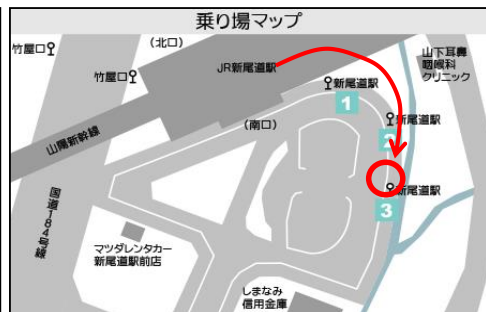 乗り場マップ
竹屋口
(北口)
JR新尾道駅
山下耳鼻
咽喉科
クリニック
竹屋口
新尾道駅
1
新尾道駅
2
(南口)
山陽新幹線
新尾道駅
3
国道184号線
マツダレンタカー
新尾道駅前店
しまなみ
信用金庫